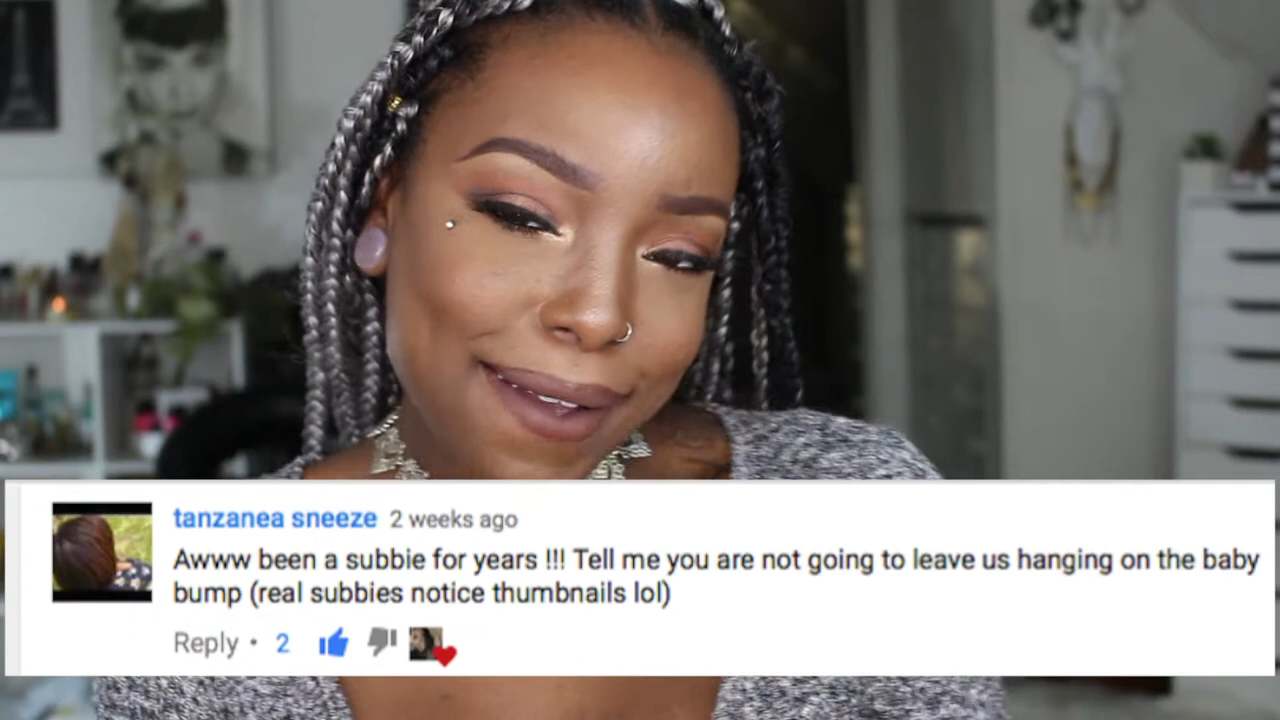 tanzanea sneeze 2 weeks ago
Awww been a subbie for years !!! Tell me you are not going to leave us hanging on the baby
bump (real subbies notice thumbnails lol)
Reply • 2